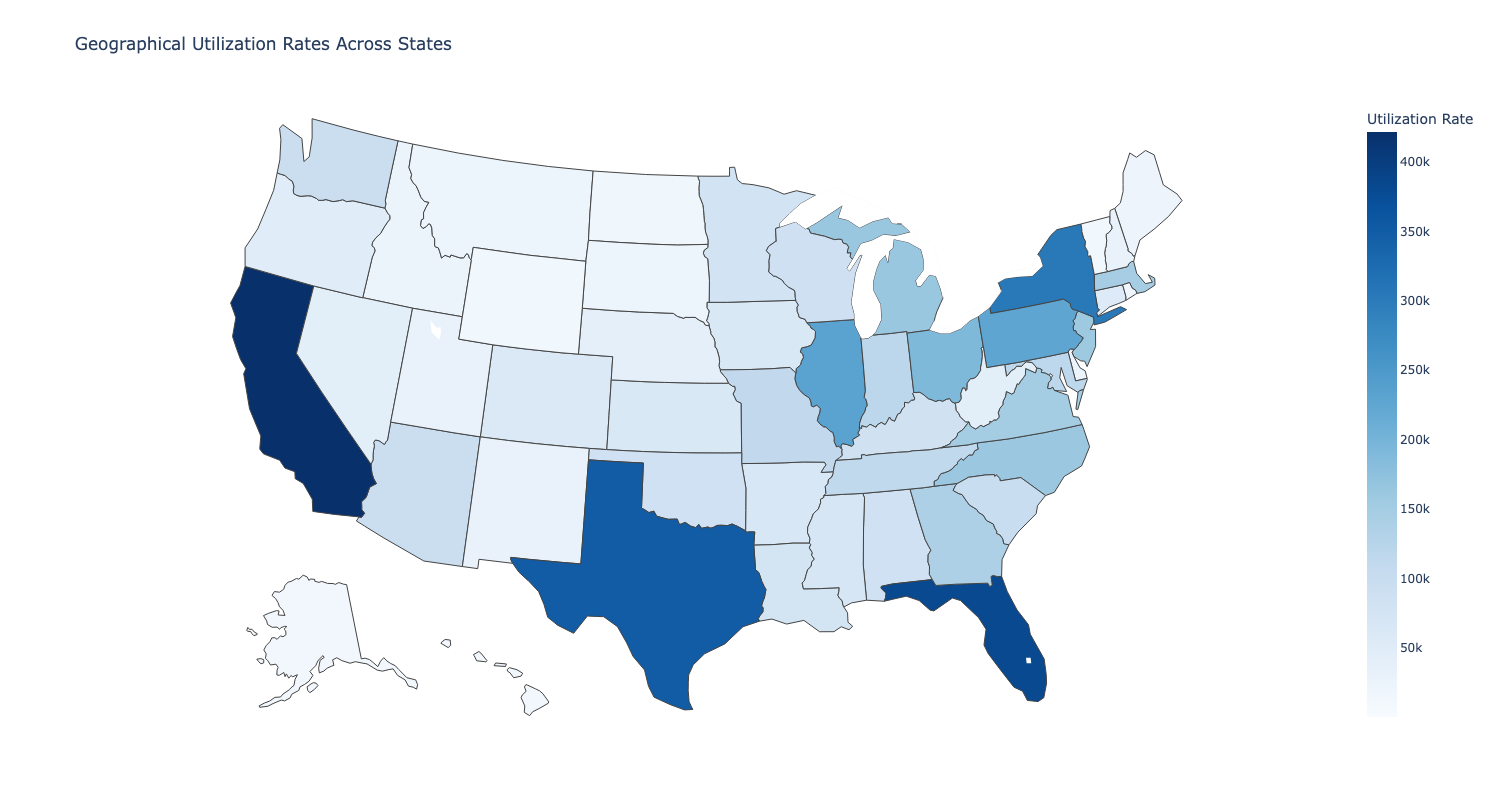 Geographical Utilization Rates Across States
Utilization Rate
400k
350k
300k
250k
200k
150k
100k
50k